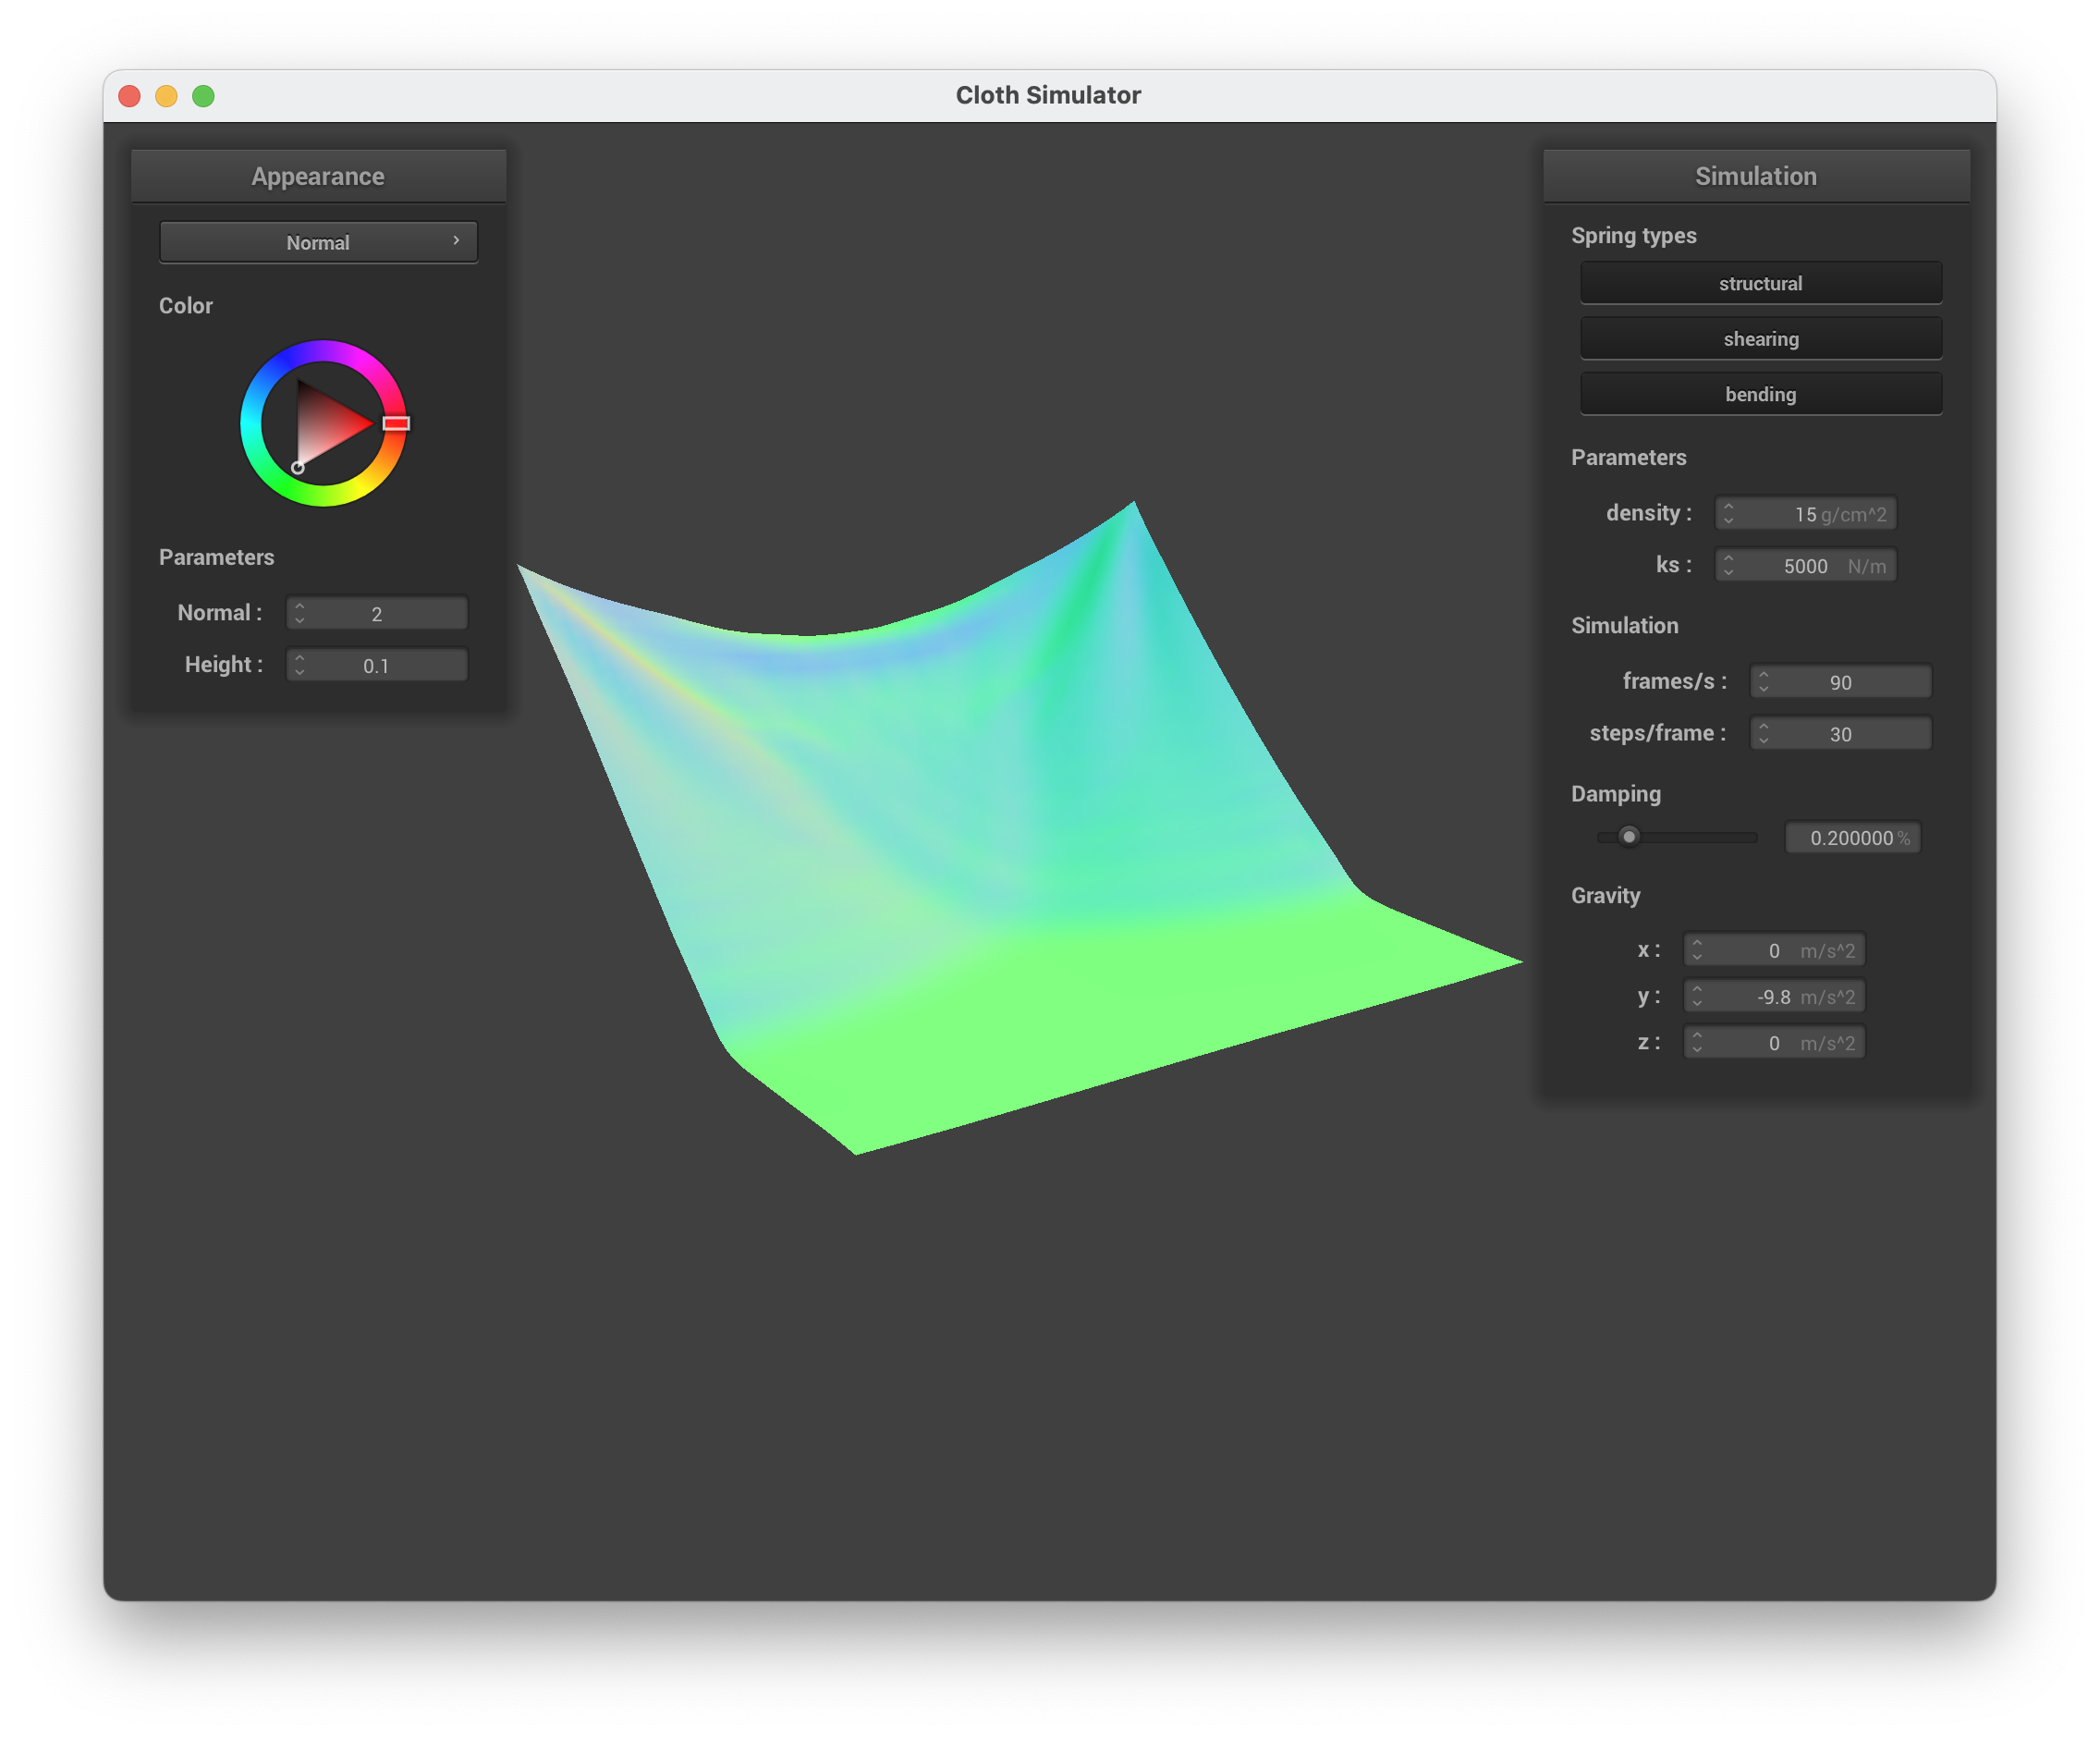 Cloth Simulator
Appearance
Normal
Color
Parameters
Normal : 2
Height : 0.1
Simulation
Spring types
structural
shearing
bending
Parameters
density : 15 g/cm^2
ks : 5000 N/m
Simulation
frames/s : 90
steps/frame : 30
Damping
0.200000 %
Gravity
x : 0 m/s^2
y : -9.8 m/s^2
z : 0 m/s^2